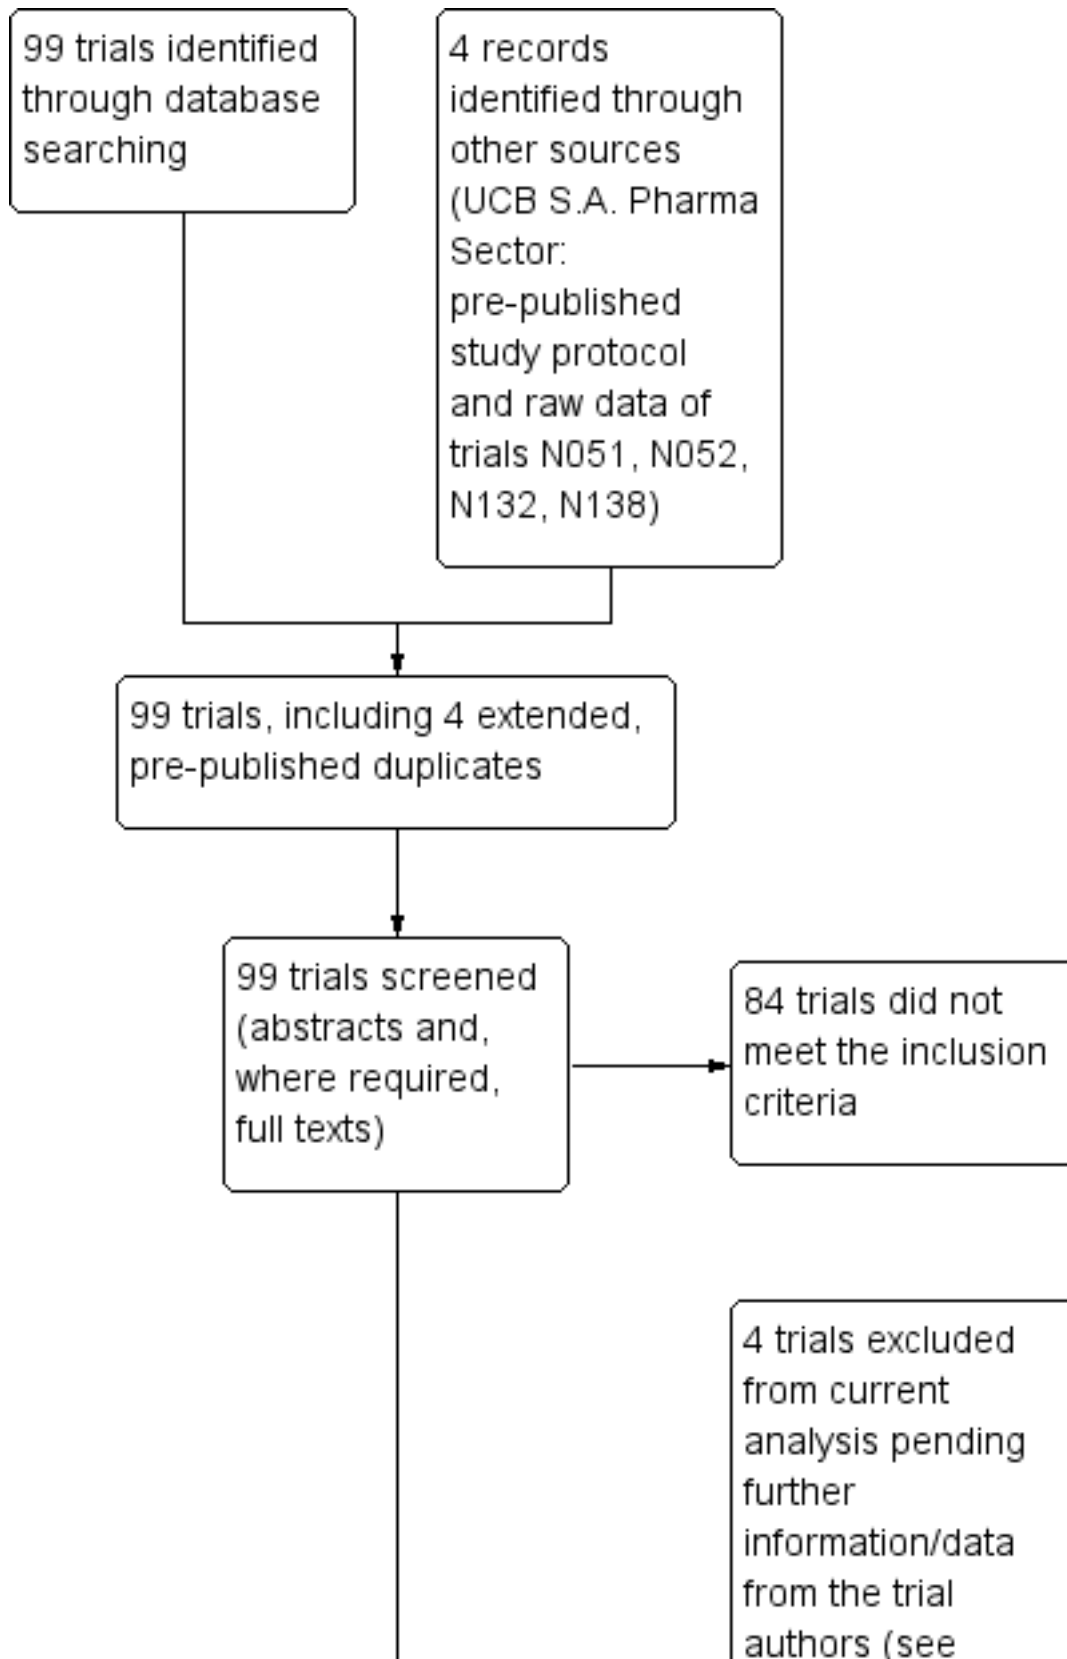 99 trials identified
through database
searching
4 records
identified through
other sources
(UCB S.A. Pharma
Sector:
pre-published
study protocol
and raw data of
trials N051, N052,
N132, N138)
99 trials, including 4 extended,
pre-published duplicates
99 trials screened
(abstracts and,
where required,
full texts)
84 trials did not
meet the inclusion
criteria
4 trials excluded
from current
analysis pending
further
information/data
from the trial
authors (see